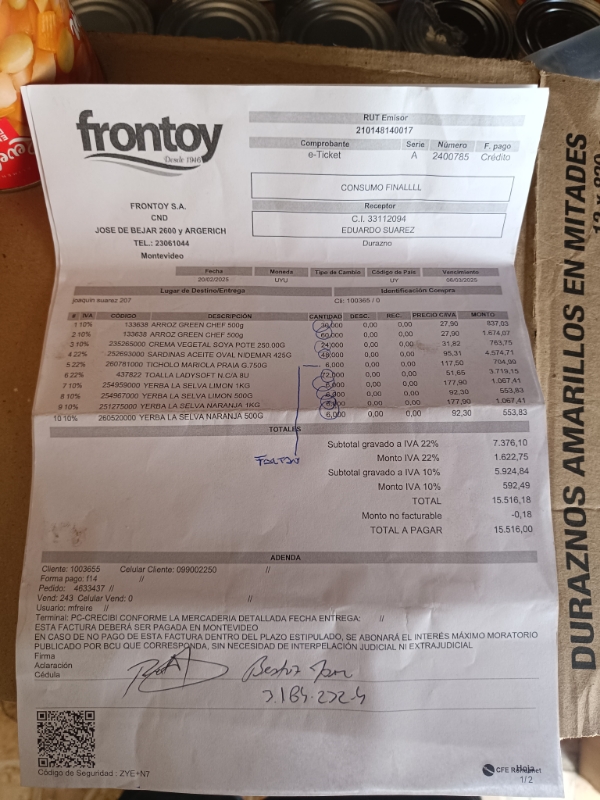 frontoy
Desde 1946
FRONTOY S.A.
CND
JOSE DE BEJAR 2600 y ARGERICH
TEL.: 23061044
Montevideo
RUT Emisor
210148140017
Comprobante Serie Número F. pago
e-Ticket A 2400785 Crédito
CONSUMO FINALLLL
Receptor
C.I. 33112094
EDUARDO SUAREZ
Durazno
Fecha Moneda Tipo de Cambio Código de País Vencimiento
20/02/2025 UYU UY 06/03/2025
Lugar de Destino/Entrega Identificación Compra
joaquin suarez 207 Cli: 100365 / 0
# IVA CODIGO DESCRIPCIÓN CANTIDAD DESC. REC. PRECIO C/IVA MONTO
1 10% 133638 ARROZ GREEN CHEF 500g 30,000 0,00 0,00 27,90 837,03
2 10% 133638 ARROZ GREEN CHEF 500g 60,000 0,00 0,00 27,90 1.674,07
3 10% 235265000 CREMA VEGETAL SOYA POTE 250.00G 24,000 0,00 0,00 31,82 763,75
4 22% 252693000 SARDINAS ACEITE OVAL NIDEMAR 425G 48,000 0,00 0,00 95,31 4.574,71
5 22% 260781000 TICHOLO MARIOLA PRAIA G.750G 6,000 0,00 0,00 117,50 704,90
6 22% 437822 TOALLA LADYSOFT N.C/A 8U 72,000 0,00 0,00 51,65 3.719,15
7 10% 254959000 YERBA LA SELVA LIMON 1KG 6,000 0,00 0,00 177,90 1.067,41
8 10% 254967000 YERBA LA SELVA LIMON 500G 6,000 0,00 0,00 92,30 553,83
9 10% 251275000 YERBA LA SELVA NARANJA 1KG 6,000 0,00 0,00 177,90 1.067,41
10 10% 260520000 YERBA LA SELVA NARANJA 500G 6,000 0,00 0,00 92,30 553,83
TOTALES
Subtotal gravado a IVA 22% 7.376,10
Monto IVA 22% 1.622,75
Subtotal gravado a IVA 10% 5.924,84
Monto IVA 10% 592,49
TOTAL 15.516,18
Monto no facturable -0,18
TOTAL A PAGAR 15.516,00
ADENDA
Cliente: 1003655 Celular Cliente: 099002250 //
Forma pago: f14 //
Pedido: 4633437 //
Vend: 243 Celular Vend: 0 //
Usuario: mfreire //
Terminal: PC-CRECIBI CONFORME LA MERCADERIA DETALLADA FECHA ENTREGA: //
ESTA FACTURA DEBERÁ SER PAGADA EN MONTEVIDEO
EN CASO DE NO PAGO DE ESTA FACTURA DENTRO DEL PLAZO ESTIPULADO, SE ABONARÁ EL INTERÉS MÁXIMO MORATORIO
PUBLICADO POR BCU QUE CORRESPONDA, SIN NECESIDAD DE INTERPELACIÓN JUDICIAL NI EXTRAJUDICIAL
Firma
Aclaración
Cédula
Código de Seguridad : ZYE+N7
1/2
DURAZNOS AMARILLOS EN MITADES